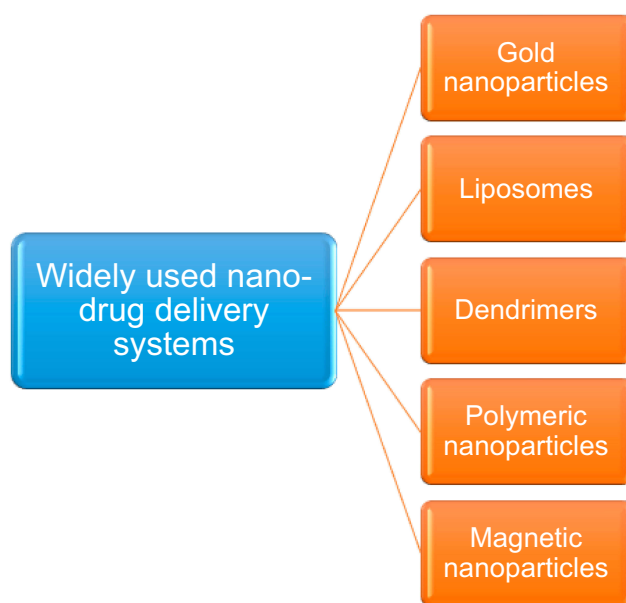 Widely used nano-
drug delivery
systems
Gold
nanoparticles
Liposomes
Dendrimers
Polymeric
nanoparticles
Magnetic
nanoparticles